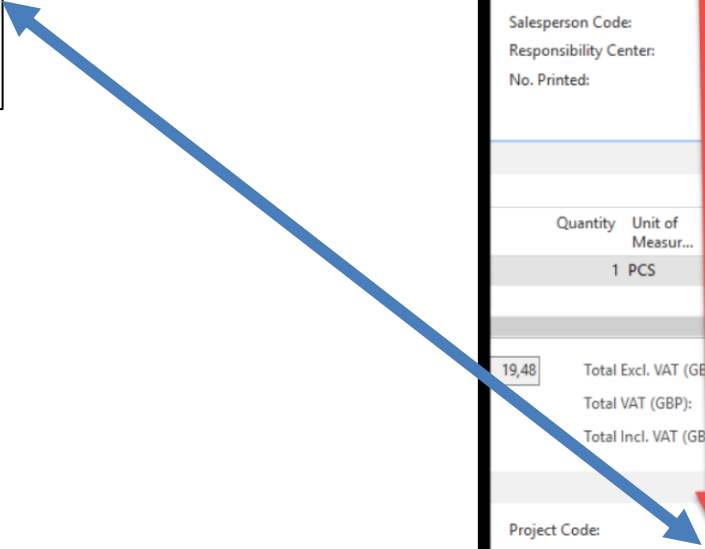 Salesperson Code:
Responsibility Center:
No. Printed:
Quantity Unit of
Measur...
1 PCS
19,48 Total Excl. VAT (GB
Total VAT (GBP):
Total Incl. VAT (GB
Project Code: